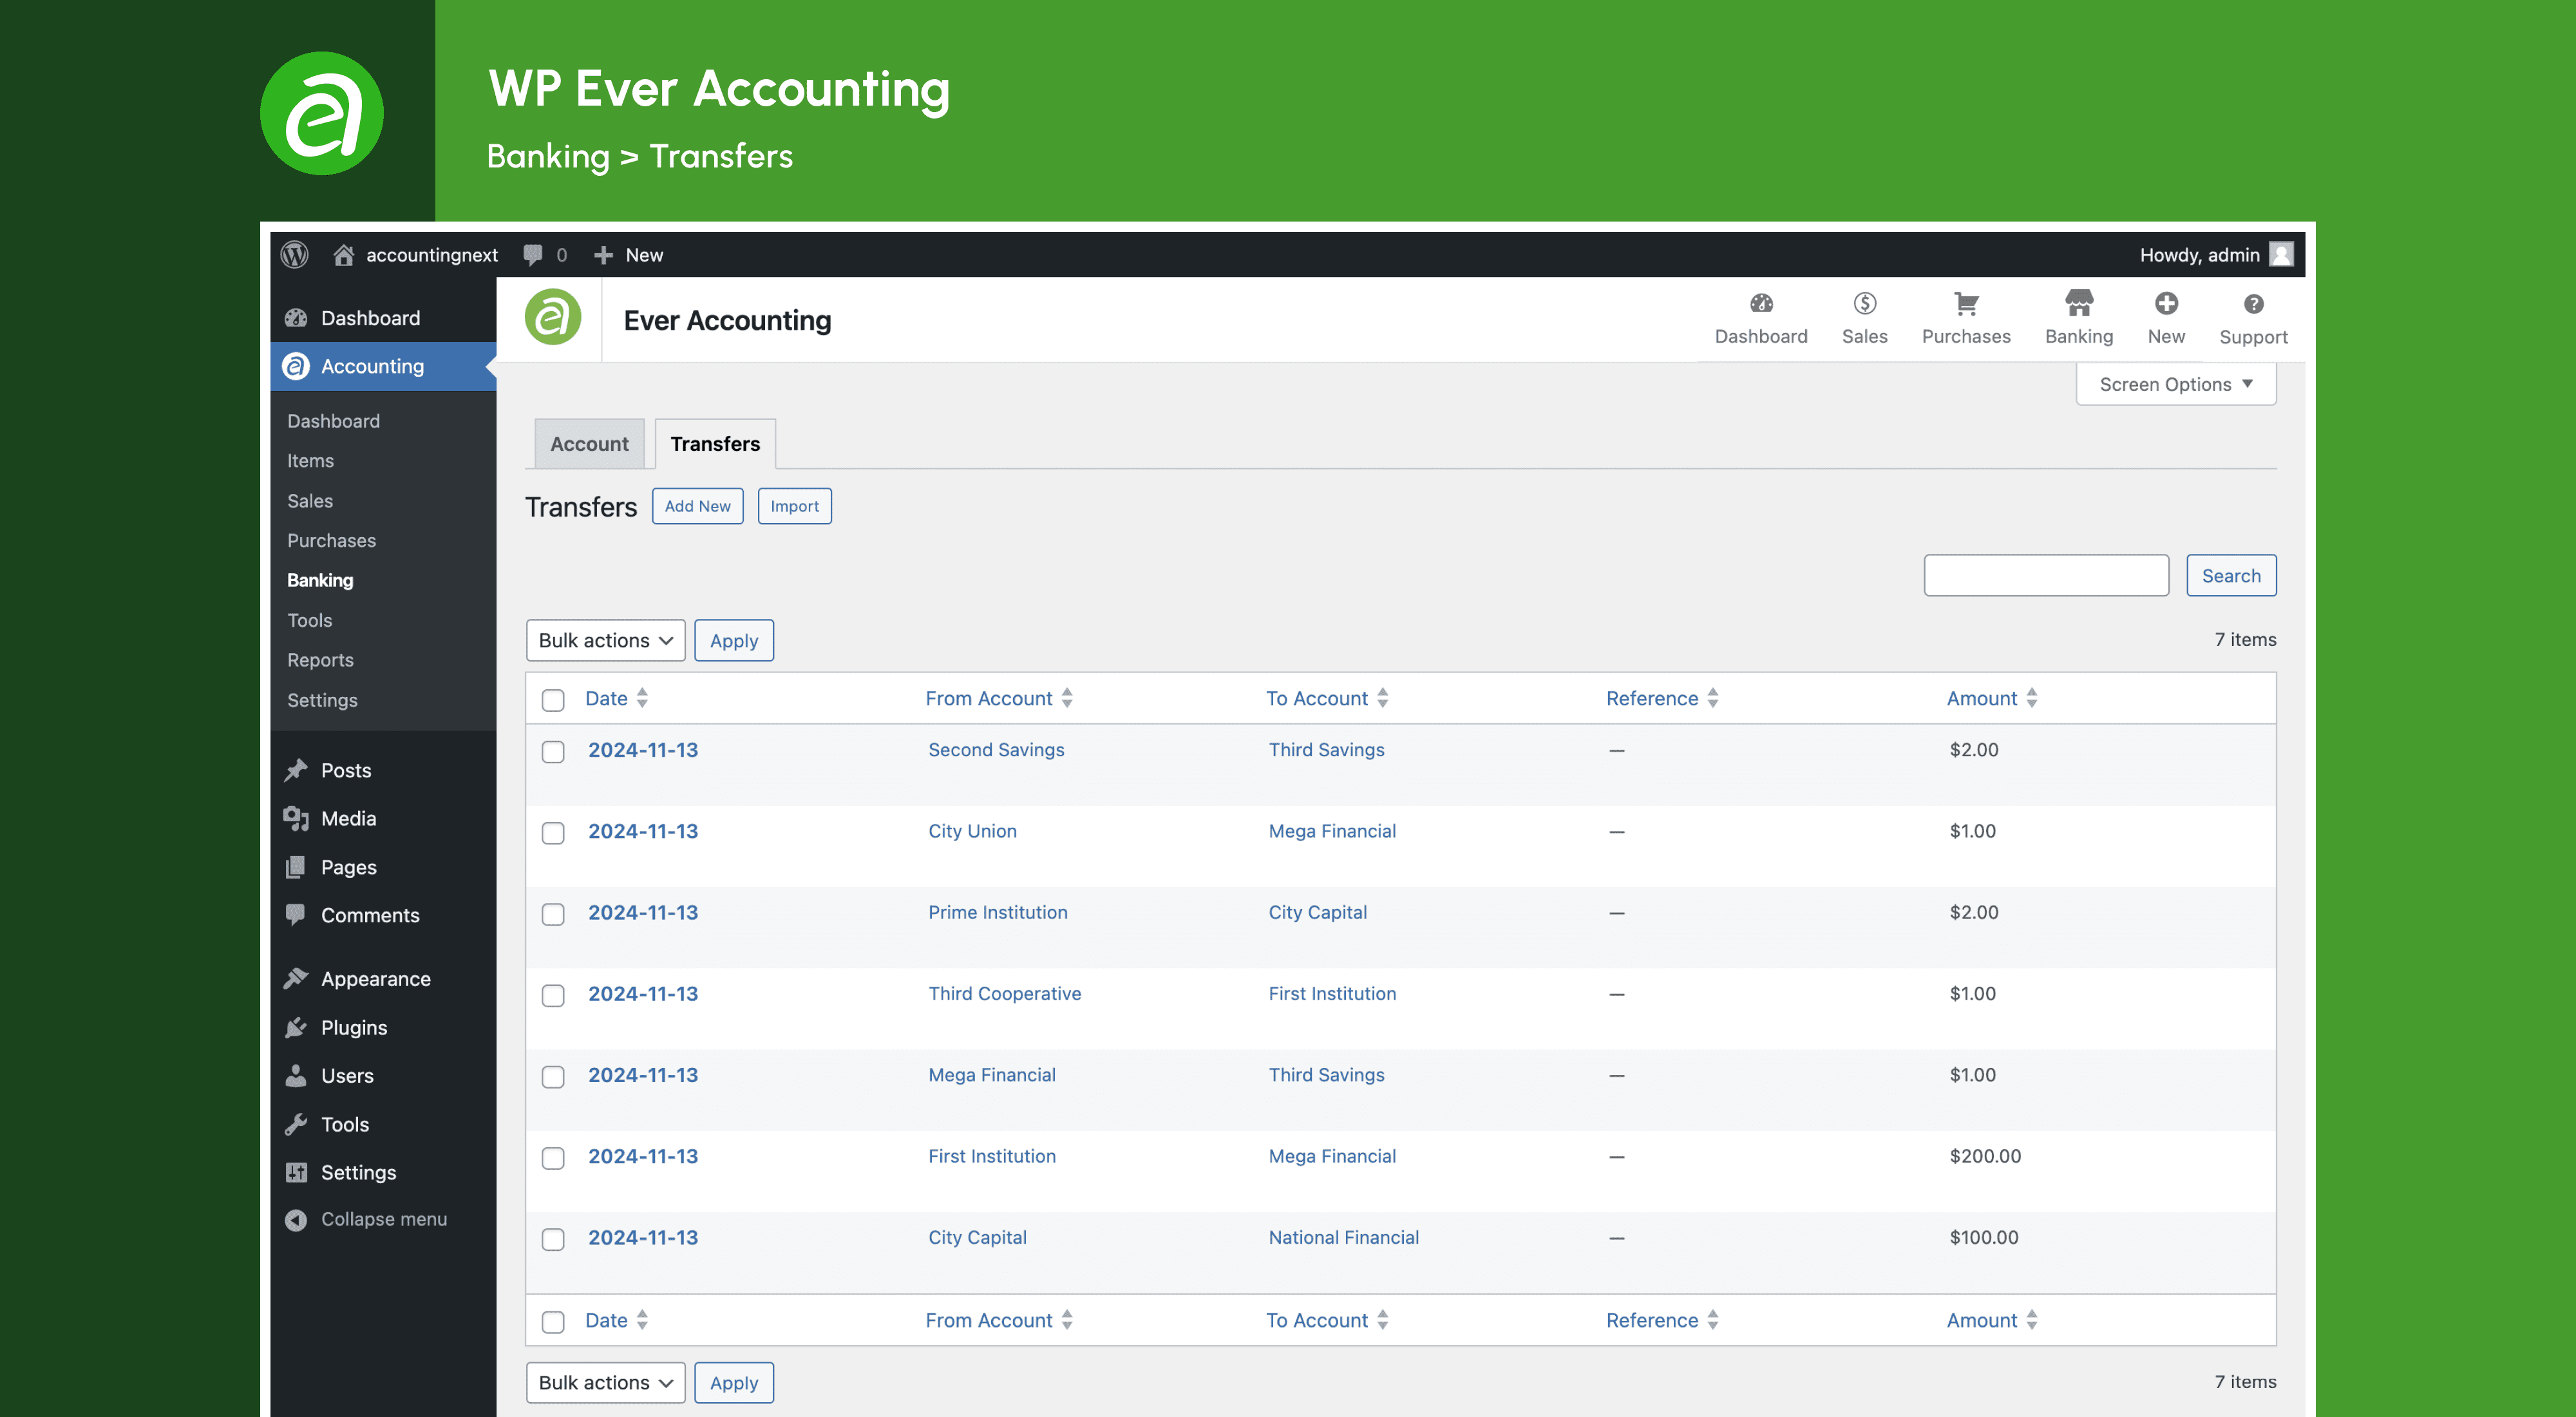 WP Ever Accounting
Banking > Transfers
accountingnext 0 New Howdy, admin
Dashboard
Accounting
Dashboard
Items
Sales
Purchases
Banking
Tools
Reports
Settings
Posts
Media
Pages
Comments
Appearance
Plugins
Users
Tools
Settings
Collapse menu
Ever Accounting
Dashboard Sales Purchases Banking New Support
Screen Options
Account Transfers
Transfers Add New Import
Search
Bulk actions Apply 7 items
Date From Account To Account Reference Amount
2024-11-13 Second Savings Third Savings — $2.00
2024-11-13 City Union Mega Financial — $1.00
2024-11-13 Prime Institution City Capital — $2.00
2024-11-13 Third Cooperative First Institution — $1.00
2024-11-13 Mega Financial Third Savings — $1.00
2024-11-13 First Institution Mega Financial — $200.00
2024-11-13 City Capital National Financial — $100.00
Date From Account To Account Reference Amount
Bulk actions Apply 7 items